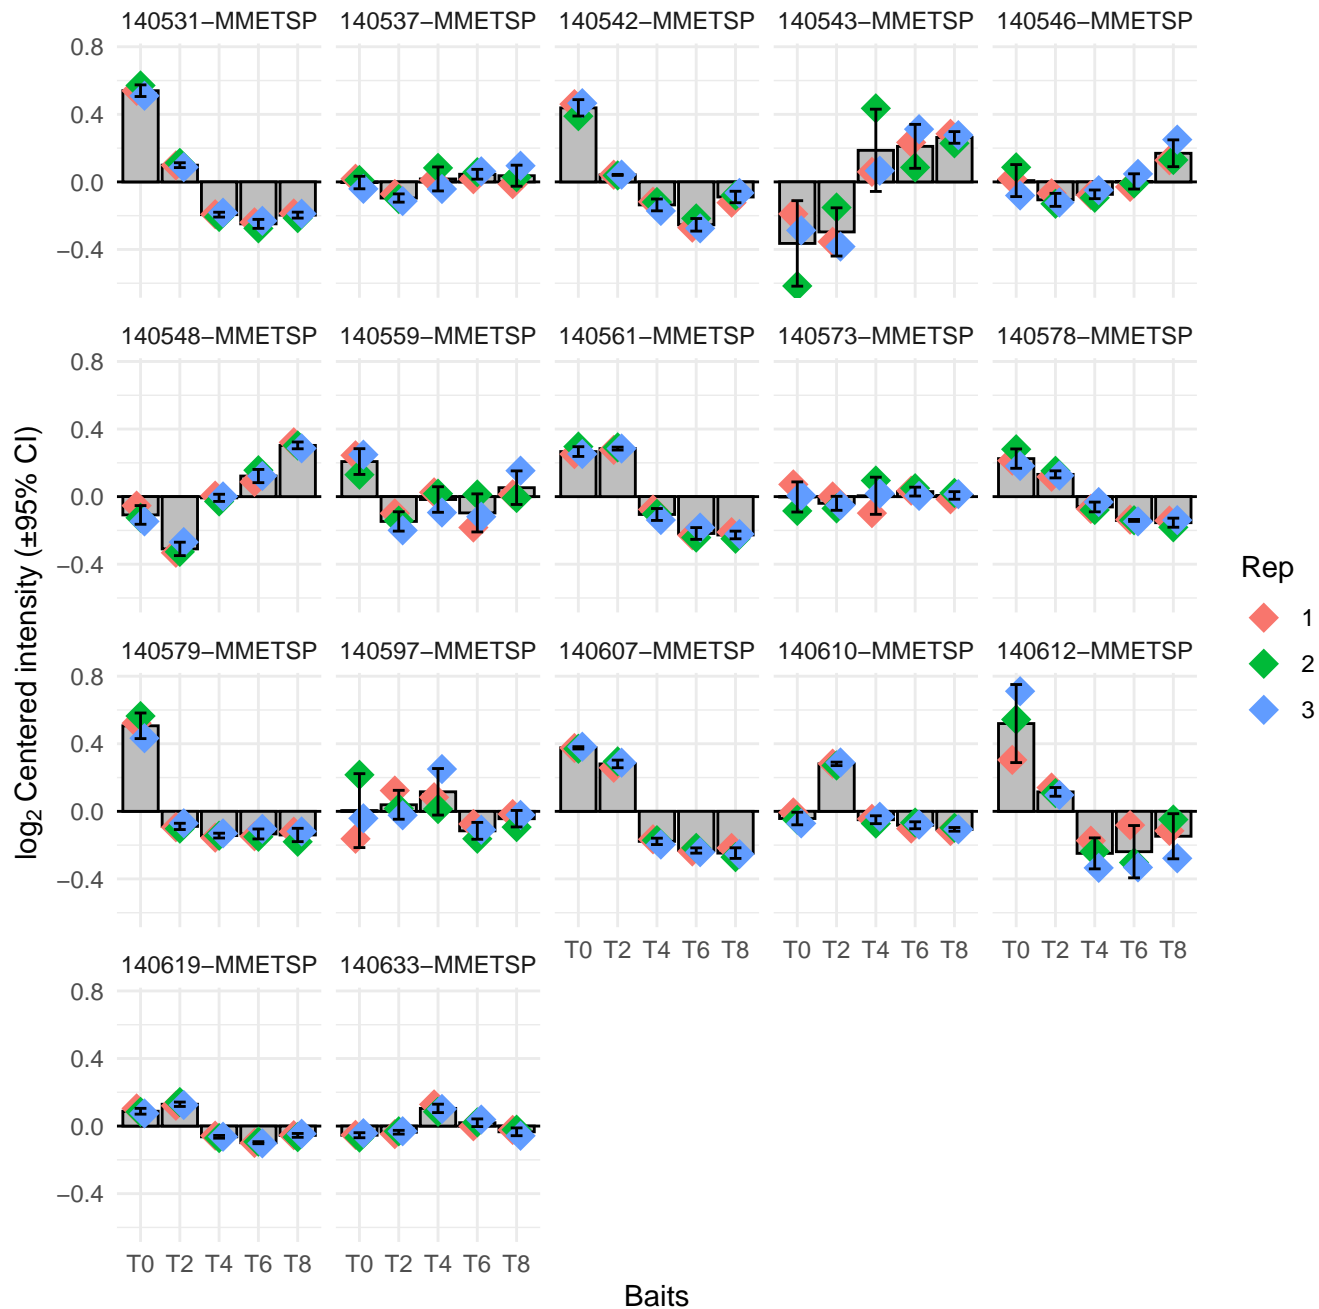 140531−MMETSP 140537−MMETSP 140542−MMETSP 140543−MMETSP 140546−MMETSP
0.8
0.4
0.0
−0.4
140548−MMETSP 140559−MMETSP 140561−MMETSP 140573−MMETSP 140578−MMETSP
0.8
0.4
0.0
−0.4
140579−MMETSP 140597−MMETSP 140607−MMETSP 140610−MMETSP 140612−MMETSP
0.8
0.4
0.0
−0.4
T0 T2 T4 T6 T8 T0 T2 T4 T6 T8 T0 T2 T4 T6 T8
140619−MMETSP 140633−MMETSP
0.8
0.4
0.0
−0.4
T0 T2 T4 T6 T8 T0 T2 T4 T6 T8
Baits
log2 Centered intensity (±95% CI)
Rep
1
2
3